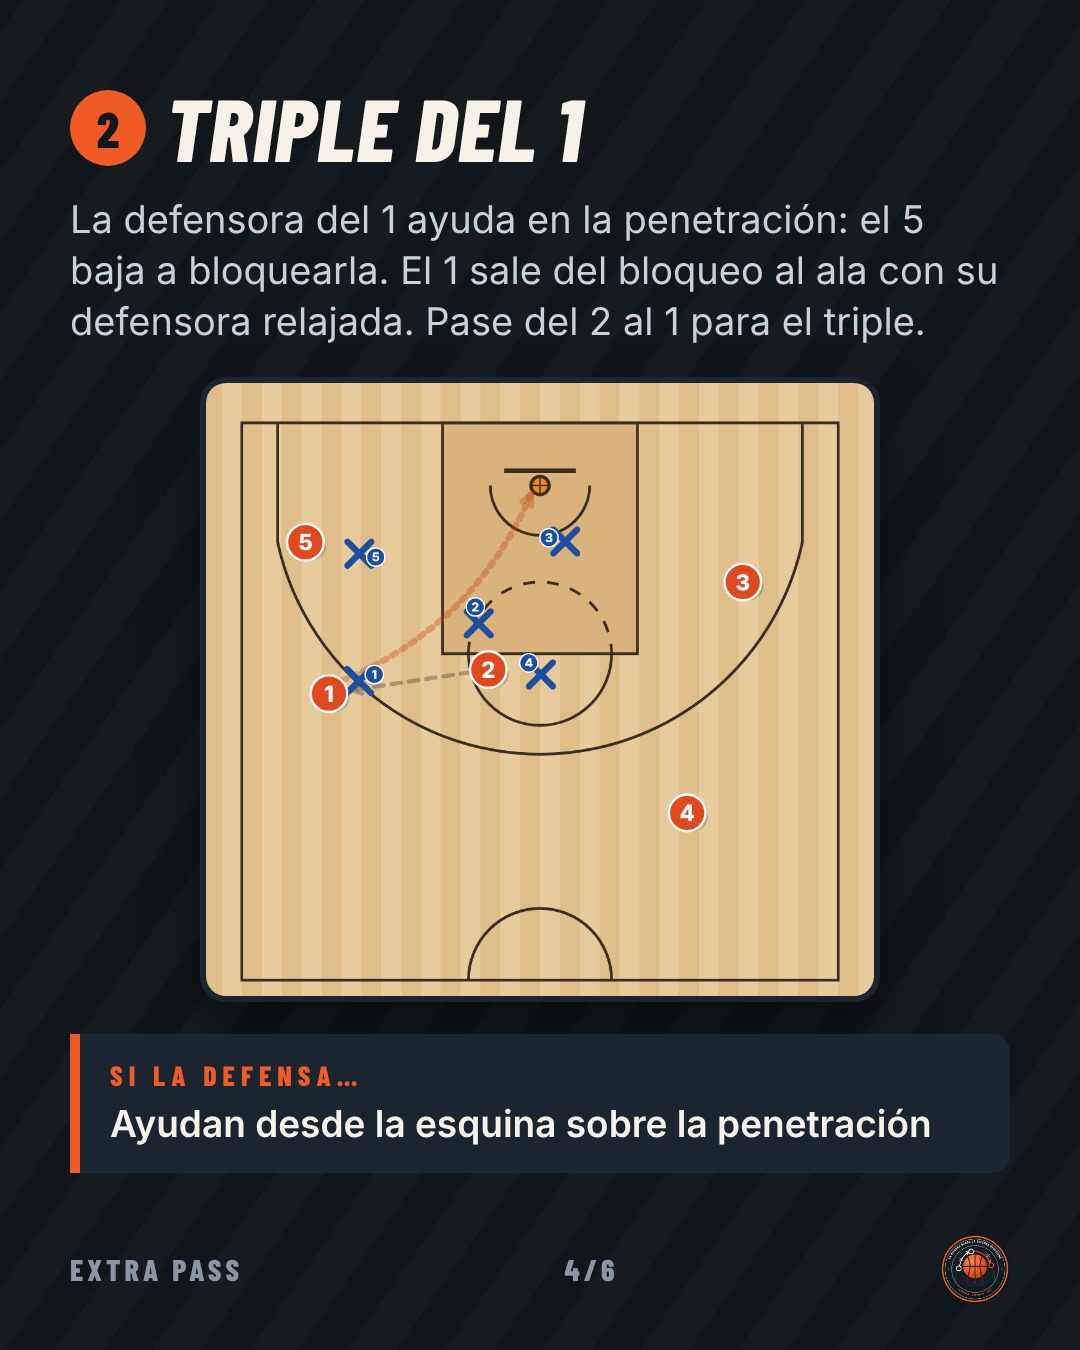 2 TRIPLE DEL 1
La defensora del 1 ayuda en la penetración: el 5
baja a bloquearla. El 1 sale del bloqueo al ala con su
defensora relajada. Pase del 2 al 1 para el triple.
3
5
5
3
2
2
4
1
1
4
SI LA DEFENSA…
Ayudan desde la esquina sobre la penetración
EXTRA PASS
4/6